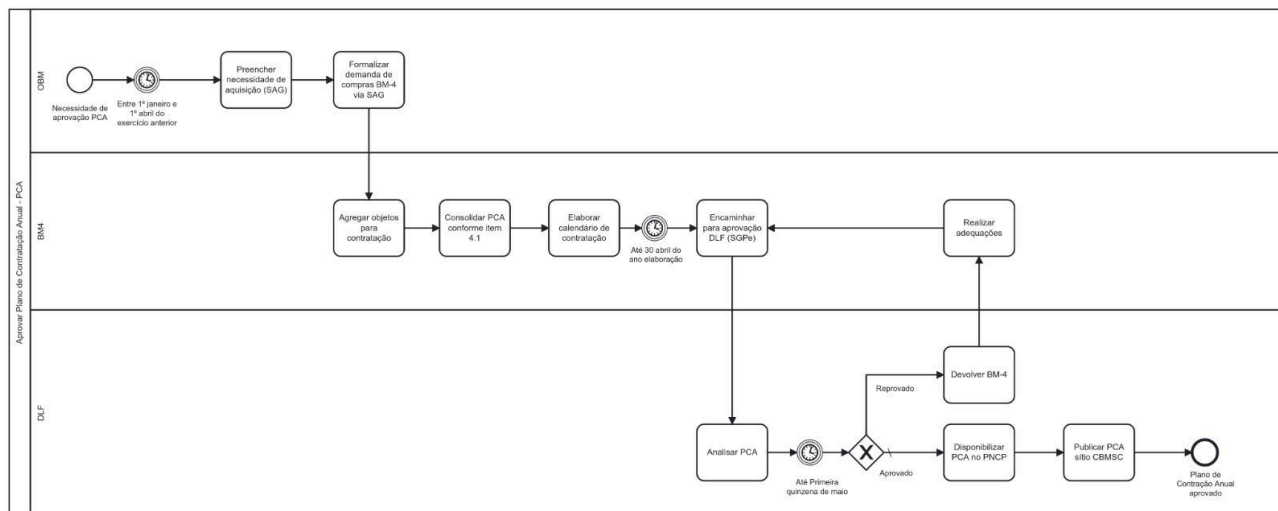 Aprovar Plano de Contratação Anual - PCA
OBM
Necessidade de
aprovação PCA
Entre 1º janeiro e
1º abril do
exercício anterior
Preencher
necessidade de
aquisição (SAG)
Formalizar
demanda de
compras BM-4
via SAG
BM4
Agregar objetos
para
contratação
Consolidar PCA
conforme item
4.1
Elaborar
calendário de
contratação
Até 30 abril do
ano elaboração
Encaminhar
para aprovação
DLF (SGPe)
Realizar
adequações
DLF
Analisar PCA
Até Primeira
quinzena de maio
X
Reprovado
Devolver BM-4
Aprovado
Disponibilizar
PCA no PNCP
Publicar PCA
sítio CBMSC
Plano de
Contração Anual
aprovado